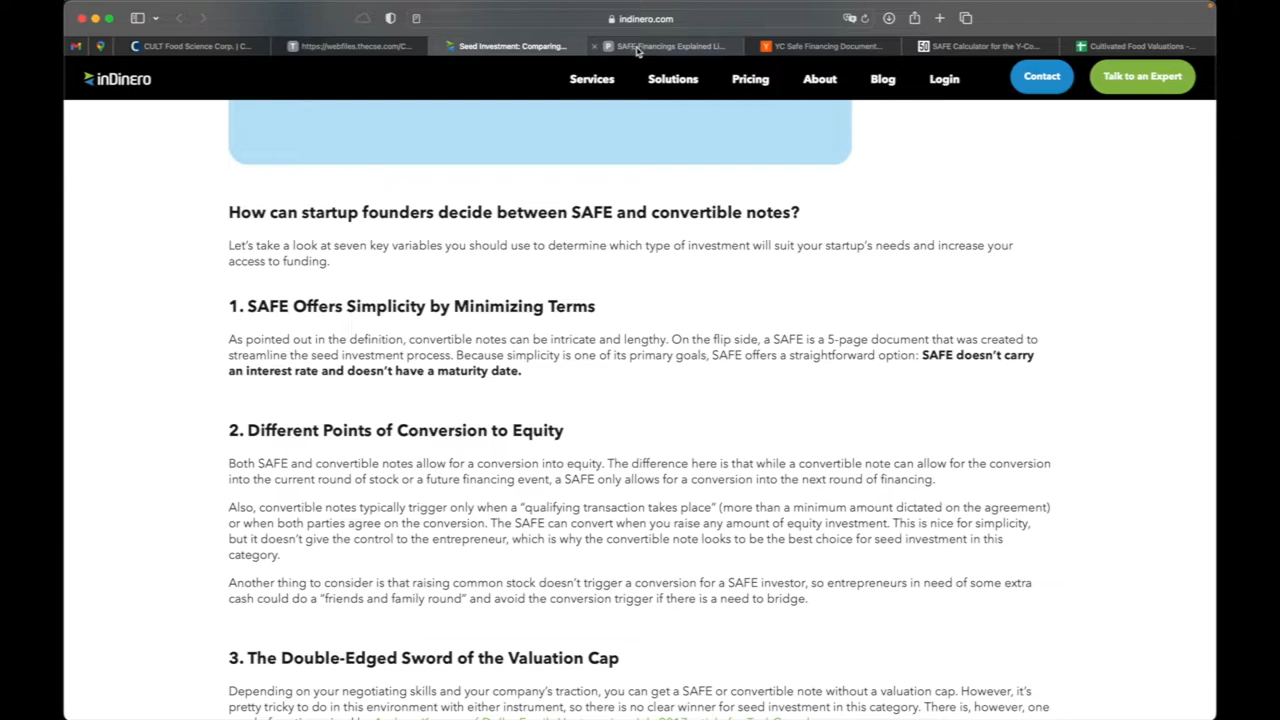 indinero.com
CULT Food Science Corp. | C...
https://webfiles.thecse.com/C...
Seed Investment: Comparing...
SAFE Financings Explained Li...
YC Safe Financing Document...
SAFE Calculator for the Y-Co...
Cultivated Food Valuations -...
inDinero
Services
Solutions
Pricing
About
Blog
Login
Contact
Talk to an Expert
How can startup founders decide between SAFE and convertible notes?
Let's take a look at seven key variables you should use to determine which type of investment will suit your startup's needs and increase your
access to funding.
1. SAFE Offers Simplicity by Minimizing Terms
As pointed out in the definition, convertible notes can be intricate and lengthy. On the flip side, a SAFE is a 5-page document that was created to
streamline the seed investment process. Because simplicity is one of its primary goals, SAFE offers a straightforward option: SAFE doesn't carry
an interest rate and doesn't have a maturity date.
2. Different Points of Conversion to Equity
Both SAFE and convertible notes allow for a conversion into equity. The difference here is that while a convertible note can allow for the conversion
into the current round of stock or a future financing event, a SAFE only allows for a conversion into the next round of financing.
Also, convertible notes typically trigger only when a “qualifying transaction takes place” (more than a minimum amount dictated on the agreement)
or when both parties agree on the conversion. The SAFE can convert when you raise any amount of equity investment. This is nice for simplicity,
but it doesn't give the control to the entrepreneur, which is why the convertible note looks to be the best choice for seed investment in this
category.
Another thing to consider is that raising common stock doesn't trigger a conversion for a SAFE investor, so entrepreneurs in need of some extra
cash could do a “friends and family round” and avoid the conversion trigger if there is a need to bridge.
3. The Double-Edged Sword of the Valuation Cap
Depending on your negotiating skills and your company's traction, you can get a SAFE or convertible note without a valuation cap. However, it's
pretty tricky to do in this environment with either instrument, so there is no clear winner for seed investment in this category. There is, however, one